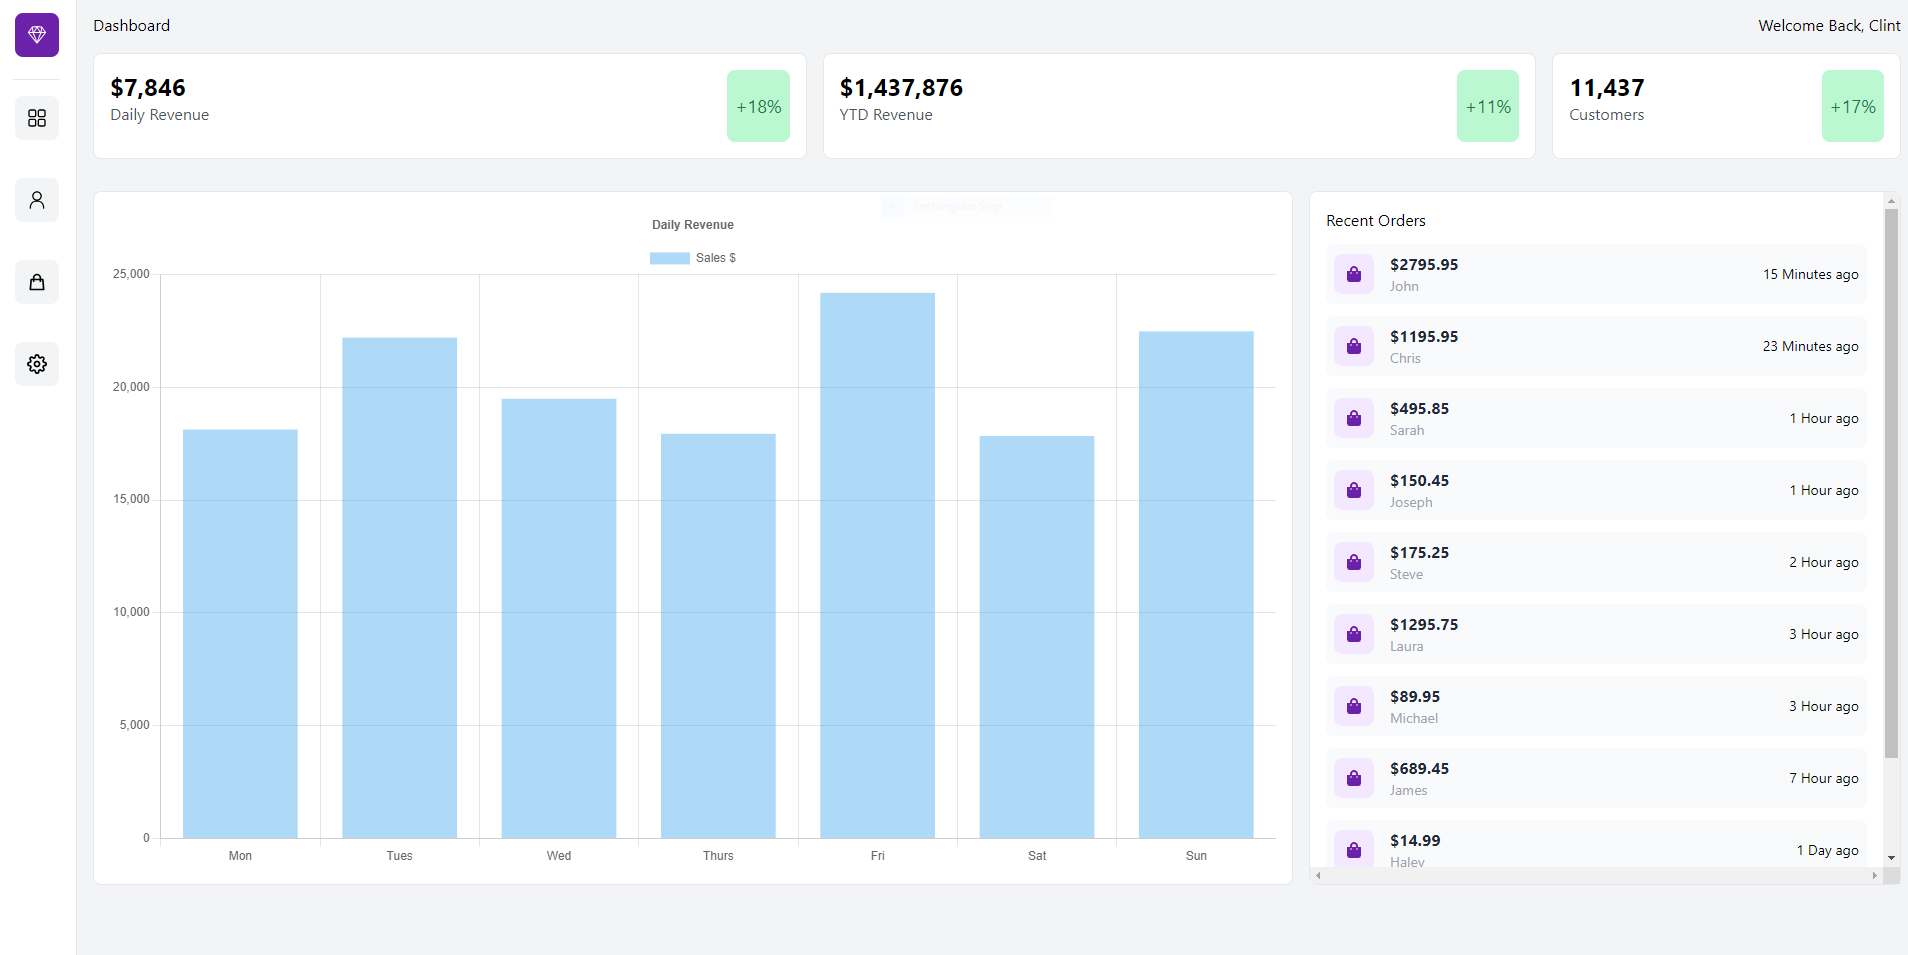 Dashboard
Welcome Back, Clint
$7,846
Daily Revenue
+18%
$1,437,876
YTD Revenue
+11%
11,437
Customers
+17%
Rectangular Snip
Daily Revenue
Sales $
25,000
20,000
15,000
10,000
5,000
0
Mon
Tues
Wed
Thurs
Fri
Sat
Sun
Recent Orders
$2795.95
John
15 Minutes ago
$1195.95
Chris
23 Minutes ago
$495.85
Sarah
1 Hour ago
$150.45
Joseph
1 Hour ago
$175.25
Steve
2 Hour ago
$1295.75
Laura
3 Hour ago
$89.95
Michael
3 Hour ago
$689.45
James
7 Hour ago
$14.99
Haley
1 Day ago